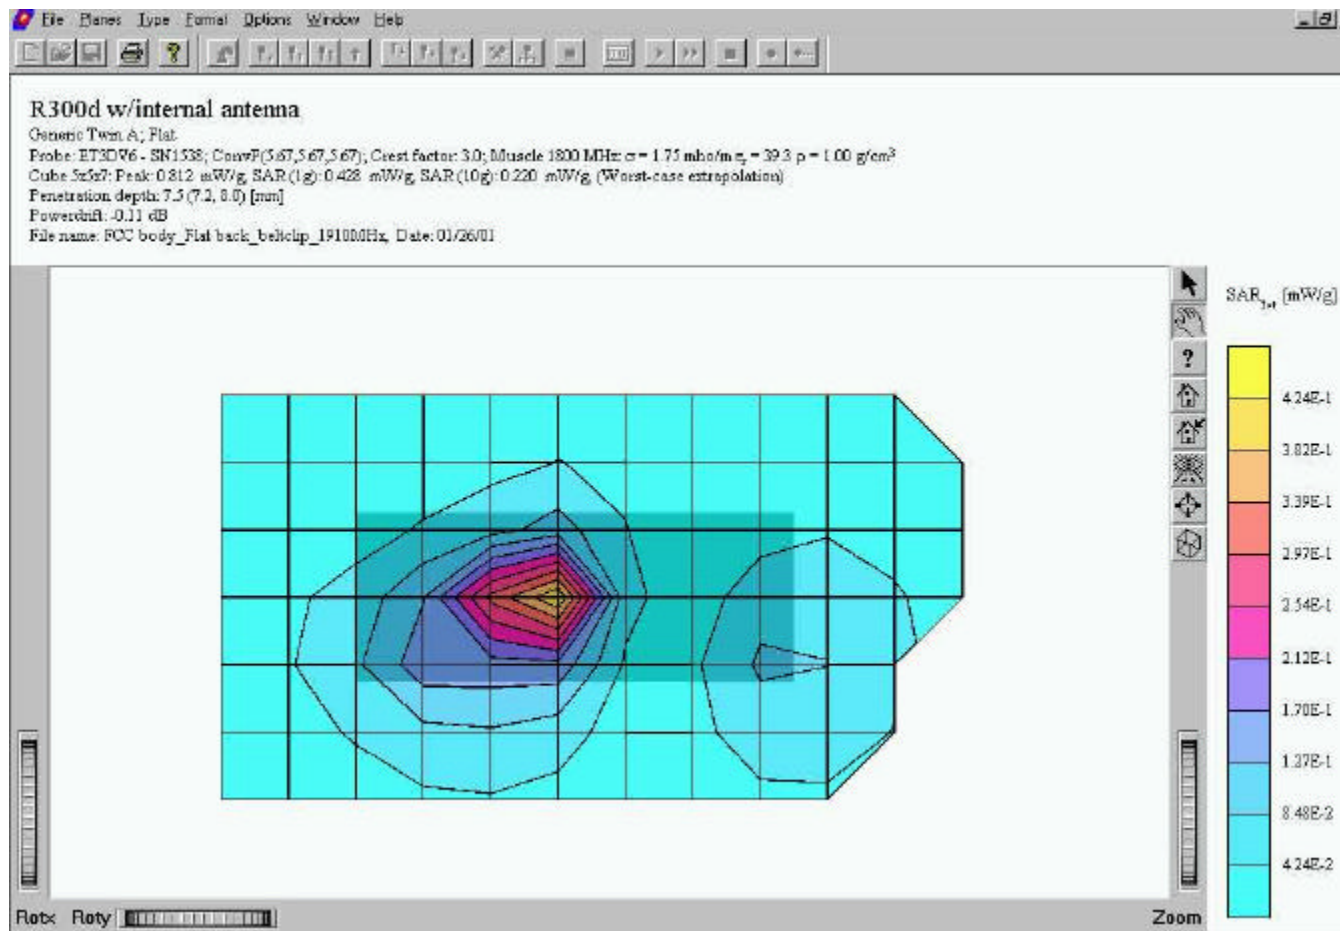 File Planes Type Format Options Window Help
R300d w/internal antenna
Generic Twin A; Flat
Probe: ET3DV6 - SN1538; ConvF(5.67,5.67,5.67); Crest factor: 3.0; Muscle 1800 MHz: σ = 1.75 mho/m εr = 39.3 ρ = 1.00 g/cm³
Cube 5x5x7: Peak: 0.812 mW/g, SAR (1g): 0.428 mW/g, SAR (10g): 0.220 mW/g, (Worst-case extrapolation)
Penetration depth: 7.5 (7.2, 8.0) [mm]
Powerdrift: -0.11 dB
File name: FCC body_Flat back_beltclip_1910MHz, Date: 01/26/01
SAR [mW/g]
4.24E-1
3.82E-1
3.39E-1
2.97E-1
2.54E-1
2.12E-1
1.70E-1
1.27E-1
8.48E-2
4.24E-2
Rotx Roty Zoom